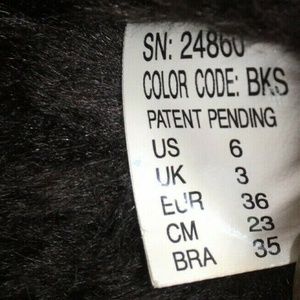 SN: 24860
COLOR CODE: BKS
PATENT PENDING
US 6
UK 3
EUR 36
CM 23
BRA 35